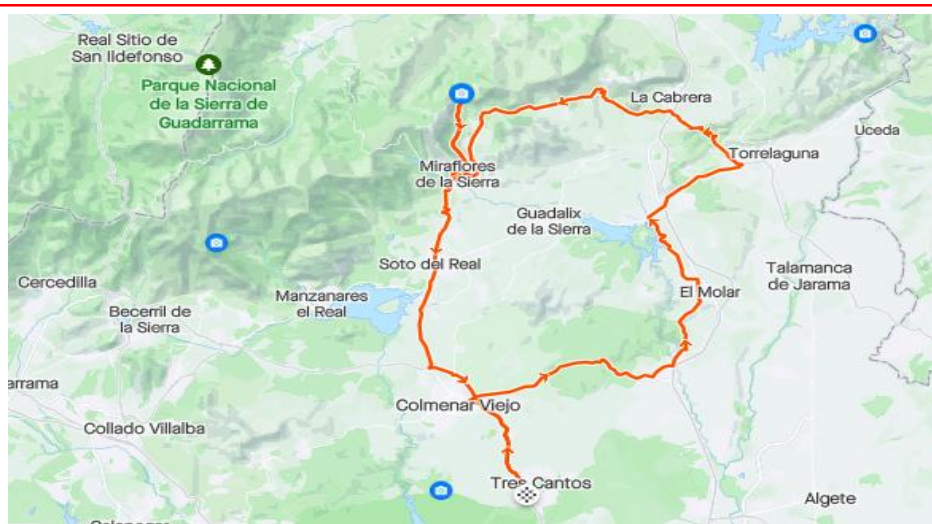 Real Sitio de
San Ildefonso
Parque Nacional
de la Sierra de
Guadarrama
La Cabrera
Uceda
Torrelaguna
Miraflores
de la Sierra
Guadalix
de la Sierra
Soto del Real
Talamanca
de Jarama
Cercedilla
El Molar
Manzanares
el Real
Becerril de
la Sierra
arrama
Colmenar Viejo
Collado Villalba
Tres Cantos
Algete